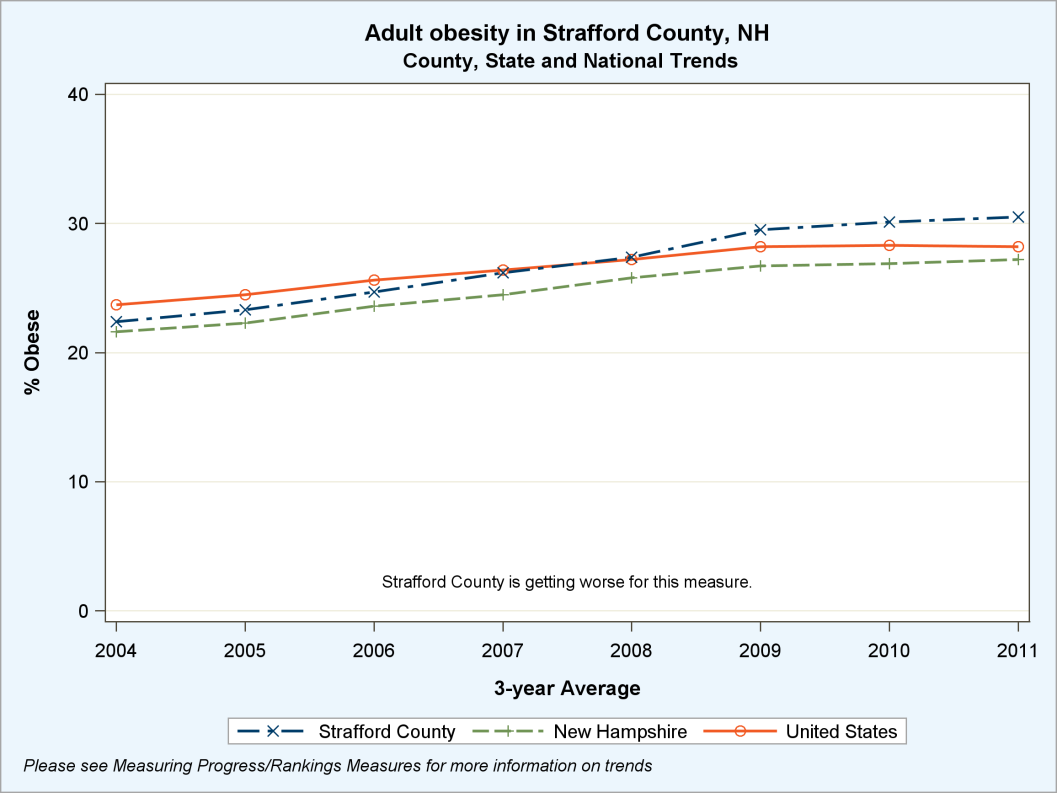 Adult obesity in Strafford County, NH
County, State and National Trends
40
30
20
10
0
% Obese
Strafford County is getting worse for this measure.
2004 2005 2006 2007 2008 2009 2010 2011
3-year Average
Strafford County New Hampshire United States
Please see Measuring Progress/Rankings Measures for more information on trends